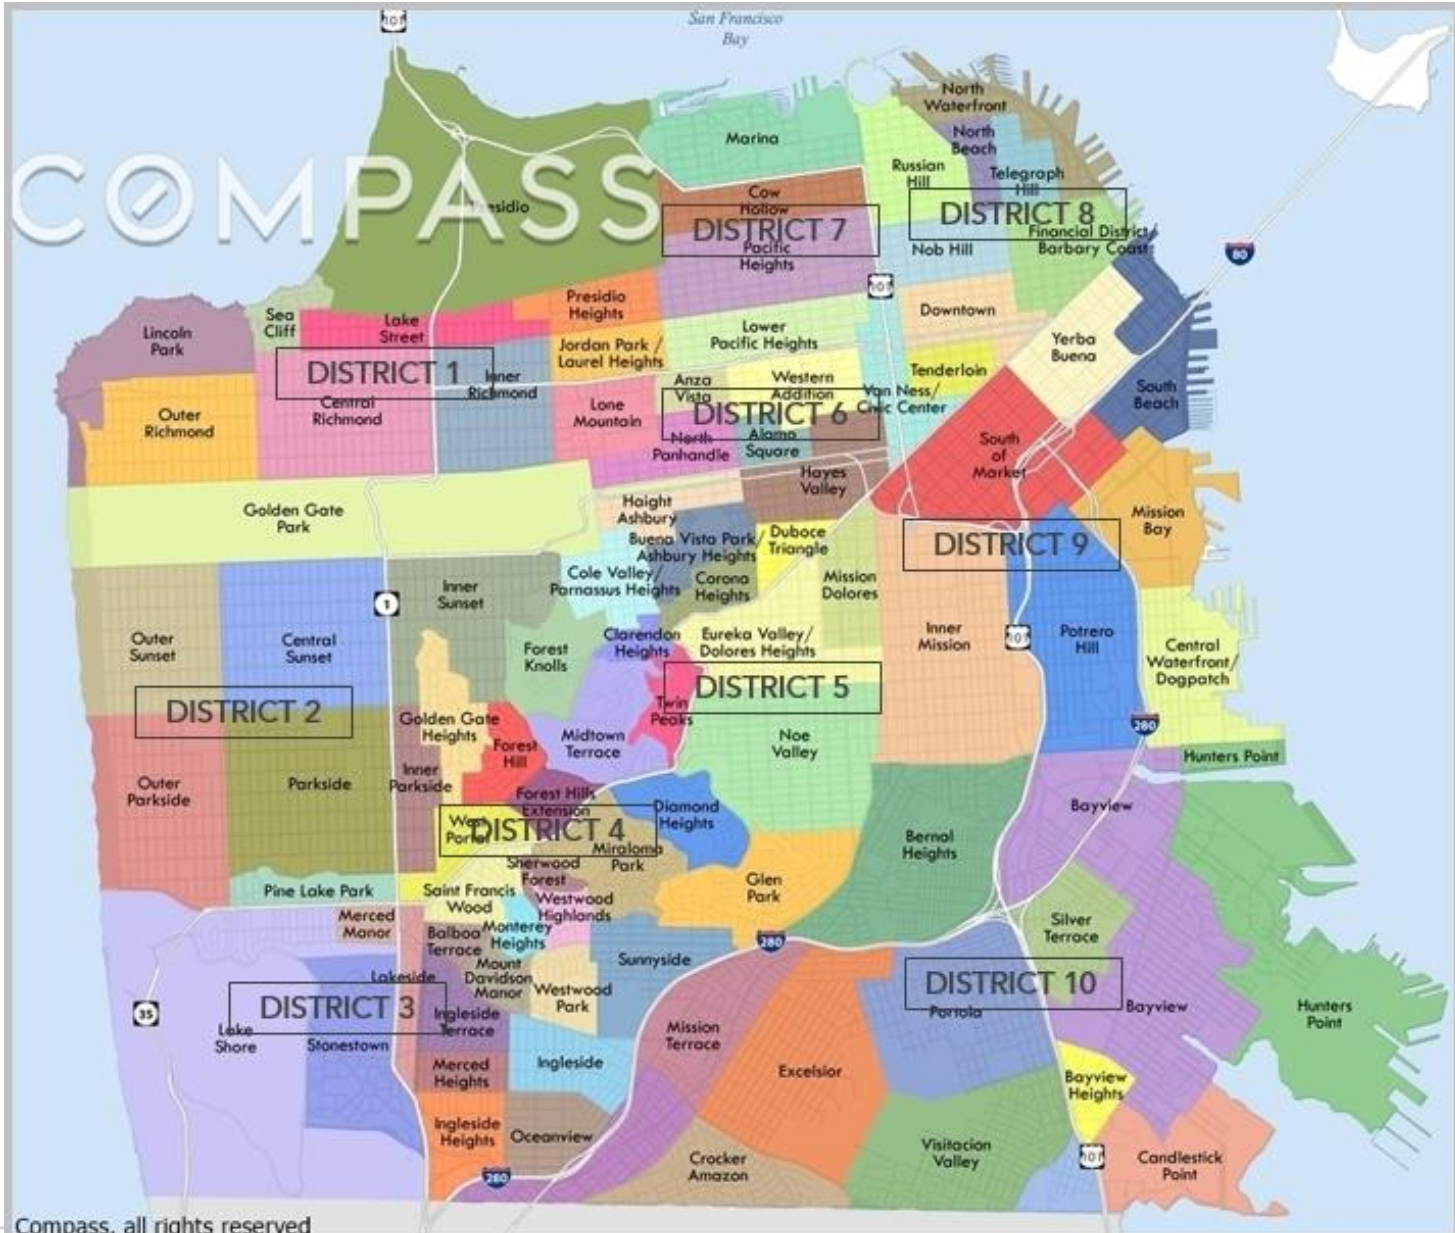 101
San Francisco
Bay
North
Waterfront
Marina
North
Beach
Russian
Hill
Telegraph
Hill
COMPASS
Presidio
Cow
Hollow
DISTRICT 7
DISTRICT 8
Pacific
Heights
Nob Hill
Financial District/
Barbary Coast
80
101
Presidio
Heights
Downtown
Sea
Cliff
Lake
Street
Lincoln
Park
Lower
Pacific Heights
Jordan Park /
Laurel Heights
Yerba
Buena
DISTRICT 1
Inner
Richmond
Anza
Vista
Western
Addition
Tenderloin
Van Ness/
Civic Center
South
Beach
Outer
Richmond
Central
Richmond
Lone
Mountain
DISTRICT 6
North
Panhandle
Alamo
Square
South
of
Market
Hayes
Valley
Golden Gate
Park
Haight
Ashbury
Mission
Bay
Buena Vista Park/
Ashbury Heights
Duboce
Triangle
DISTRICT 9
Cole Valley/
Parnassus Heights
Corona
Heights
Mission
Dolores
Inner
Sunset
1
Outer
Sunset
Central
Sunset
Forest
Knolls
Clarendon
Heights
Eureka Valley/
Dolores Heights
Inner
Mission
101
Potrero
Hill
Central
Waterfront/
Dogpatch
DISTRICT 5
DISTRICT 2
Twin
Peaks
Golden Gate
Heights
Forest
Hill
Midtown
Terrace
Noe
Valley
280
Hunters Point
Outer
Parkside
Parkside
Inner
Parkside
Forest Hills
Extension
Diamond
Heights
Bayview
West
Portal
DISTRICT 4
Miraloma
Park
Bernal
Heights
Sherwood
Forest
Glen
Park
Pine Lake Park
Saint Francis
Wood
Westwood
Highlands
Merced
Manor
Balboa
Terrace
Monterey
Heights
Silver
Terrace
280
Sunnyside
Lakeside
Mount
Davidson
Manor
Westwood
Park
DISTRICT 10
Portola
Bayview
Hunters
Point
35
DISTRICT 3
Lake
Shore
Stonestown
Ingleside
Terrace
Mission
Terrace
Merced
Heights
Ingleside
Excelsior
Bayview
Heights
Ingleside
Heights
Oceanview
Visitacion
Valley
101
Candlestick
Point
280
Crocker
Amazon
Compass, all rights reserved